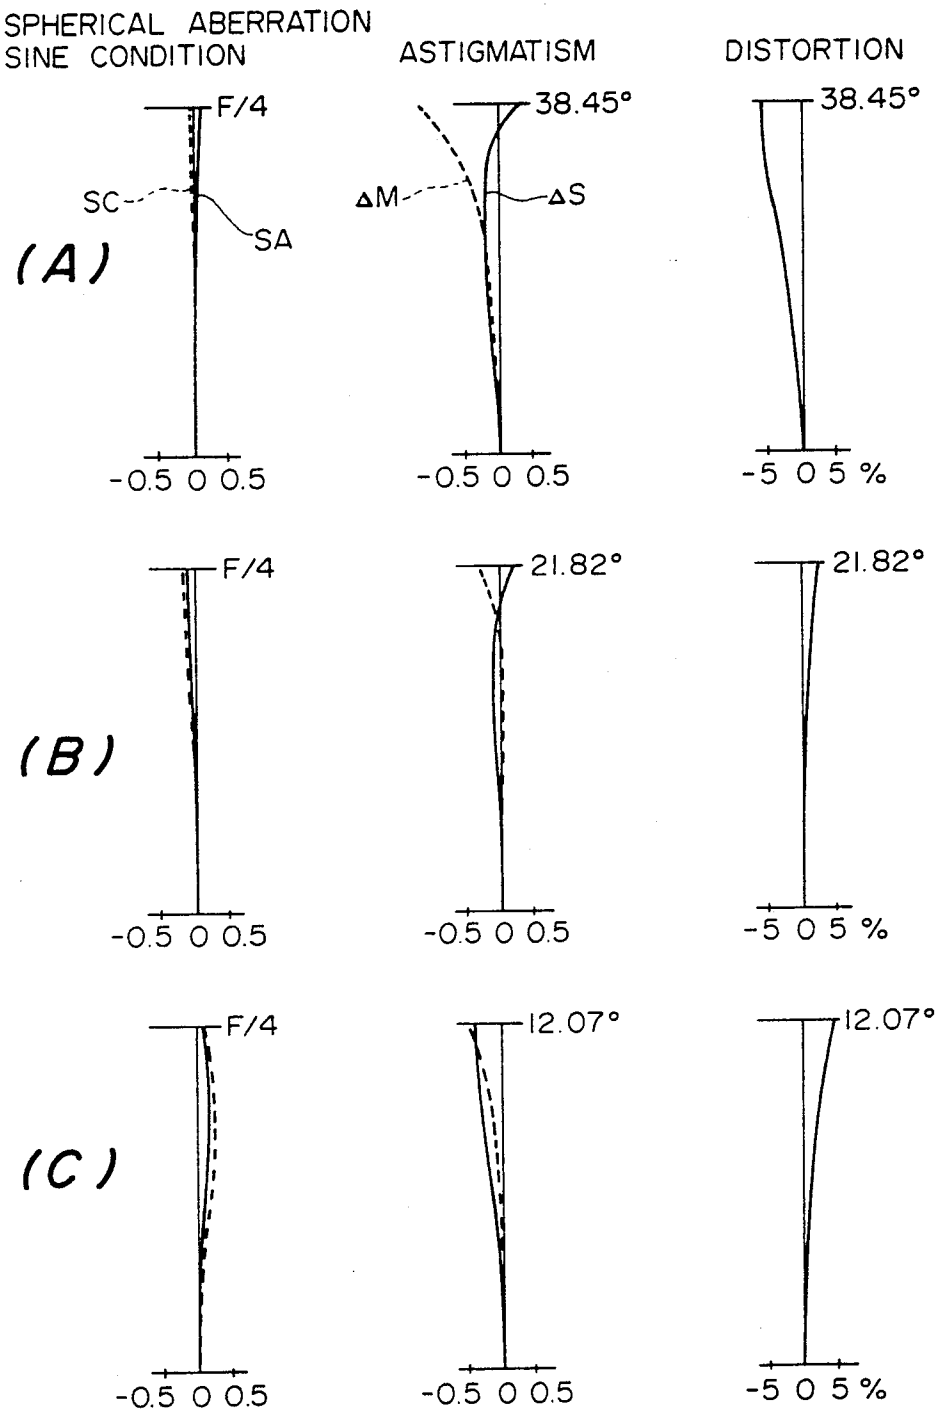 SPHERICAL ABERRATION
SINE CONDITION
ASTIGMATISM
DISTORTION
(A)
F/4
SC
SA
-0.5 0 0.5
38.45°
ΔM
ΔS
-0.5 0 0.5
38.45°
-5 0 5 %
(B)
F/4
-0.5 0 0.5
21.82°
-0.5 0 0.5
21.82°
-5 0 5 %
(C)
F/4
-0.5 0 0.5
12.07°
-0.5 0 0.5
12.07°
-5 0 5 %